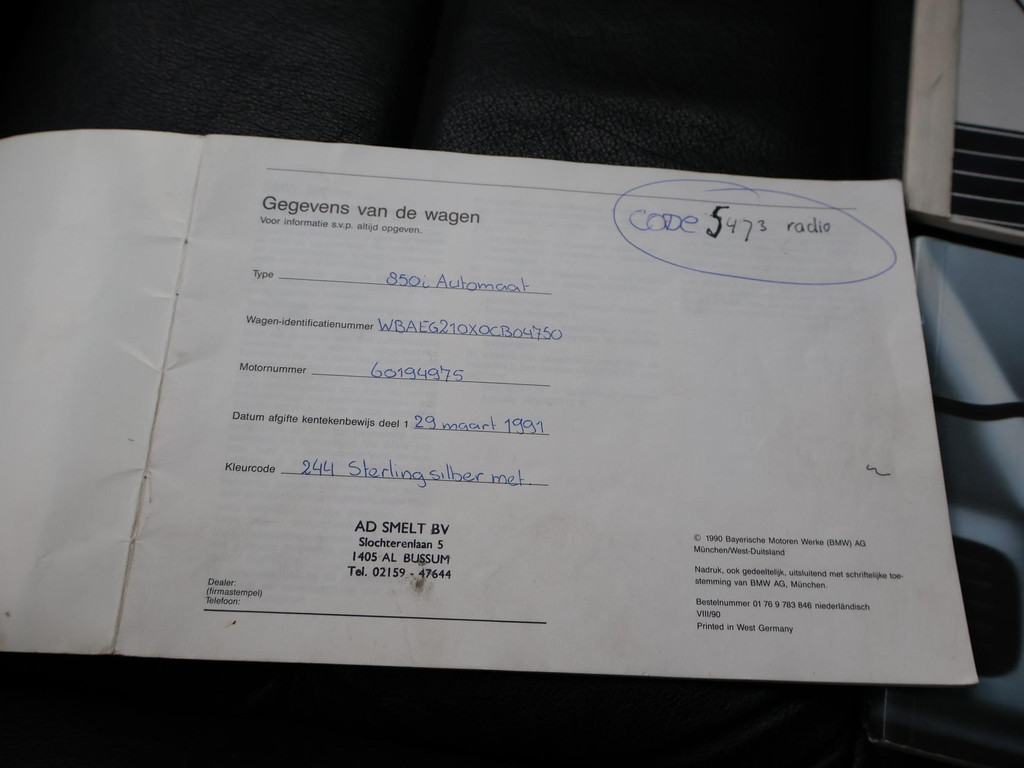 Gegevens van de wagen
Voor informatie s.v.p. altijd opgeven.
CODE 5473 radio
Type 850i Automaat
Wagen-identificatienummer WBAEG210X0CB04750
Motornummer 60194975
Datum afgifte kentekenbewijs deel 1 29 maart 1991
Kleurcode 244 Sterlingsilber met.
AD SMELT BV
Slochterenlaan 5
1405 AL BUSSUM
Tel. 02159 - 47644
Dealer:
(firmastempel)
Telefoon:
© 1990 Bayerische Motoren Werke (BMW) AG
München/West-Duitsland
Nadruk, ook gedeeltelijk, uitsluitend met schriftelijke toe-
stemming van BMW AG, München.
Bestelnummer 01 76 9 783 846 niederländisch
VIII/90
Printed in West Germany